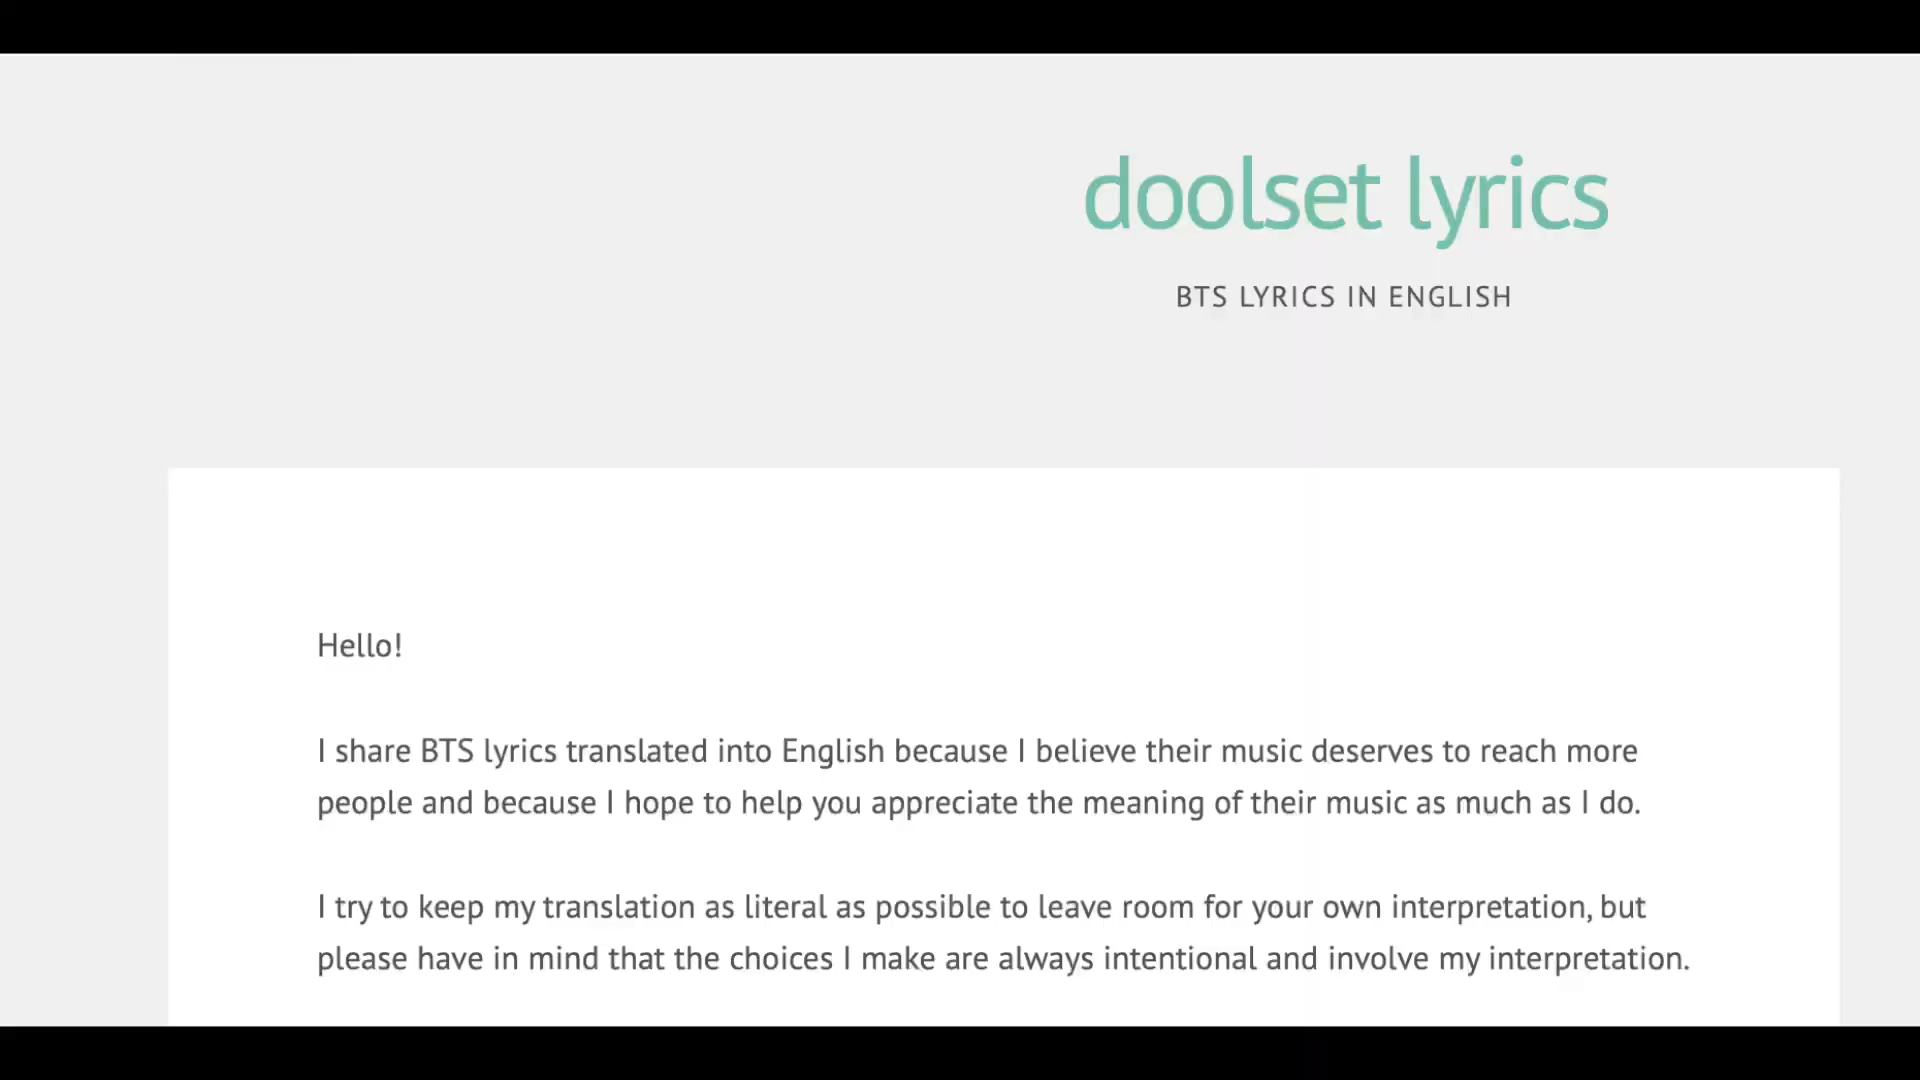 doolset lyrics
BTS LYRICS IN ENGLISH
Hello!
I share BTS lyrics translated into English because I believe their music deserves to reach more
people and because I hope to help you appreciate the meaning of their music as much as I do.
I try to keep my translation as literal as possible to leave room for your own interpretation, but
please have in mind that the choices I make are always intentional and involve my interpretation.